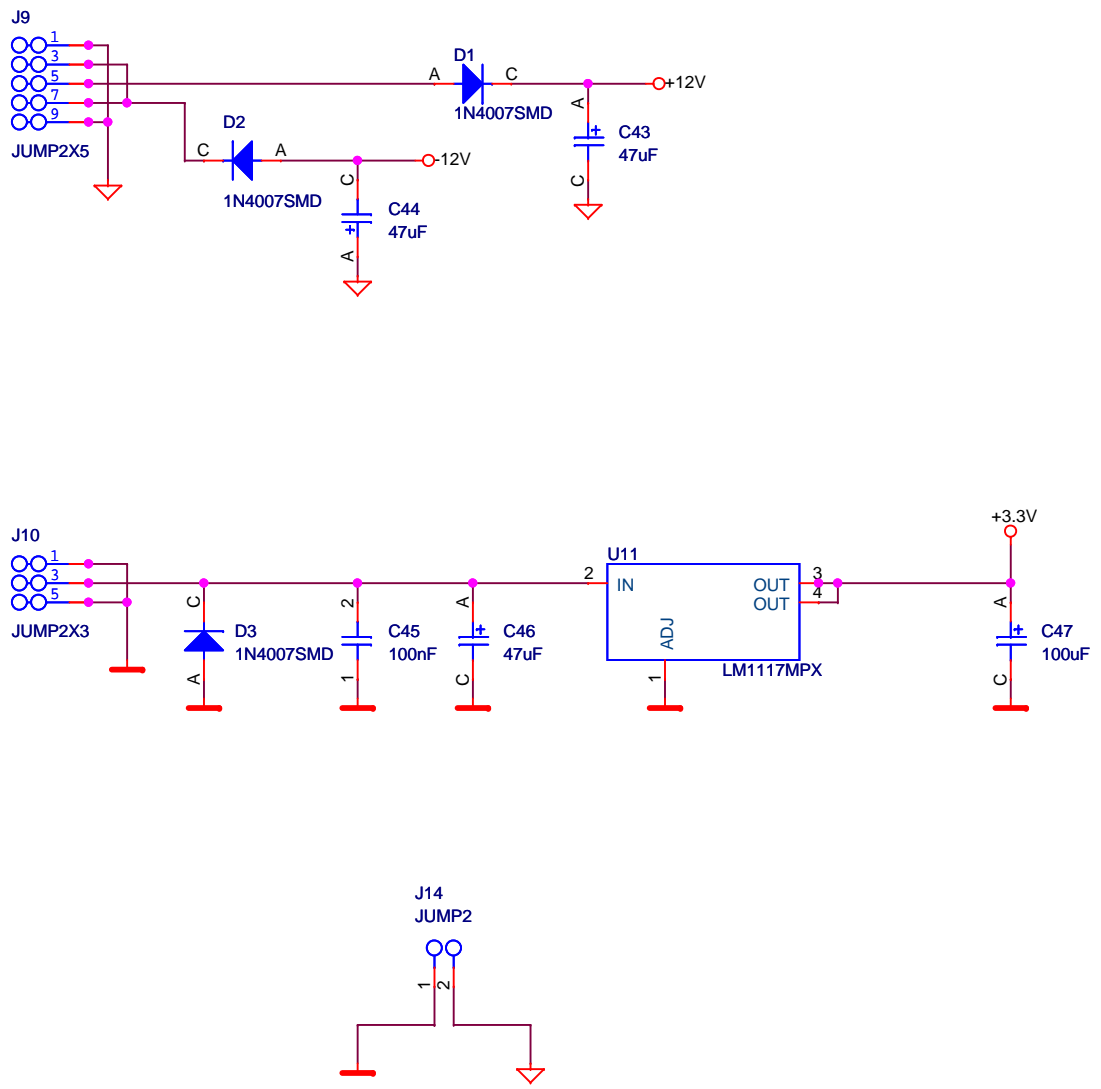 J9
1
3
5
7
9
JUMP2X5
D1
A
C
1N4007SMD
+12V
A
+
C43
47uF
C
D2
C
A
1N4007SMD
-12V
C
C44
47uF
+
A
J10
1
3
5
JUMP2X3
C
D3
1N4007SMD
A
2
C45
100nF
1
A
+
C46
47uF
C
U11
2
IN
OUT
3
OUT
4
ADJ
1
LM1117MPX
+3.3V
A
+
C47
100uF
C
J14
JUMP2
1
2